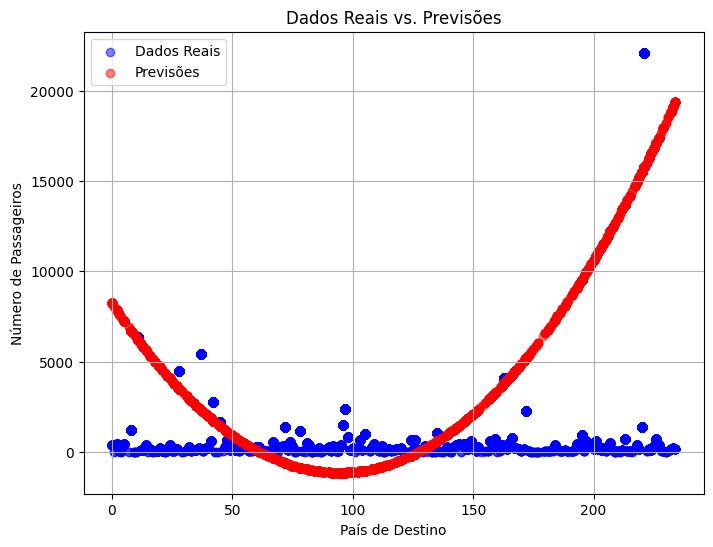 Dados Reais vs. Previsões
Dados Reais
Previsões
Número de Passageiros
20000
15000
10000
5000
0
0 50 100 150 200
País de Destino